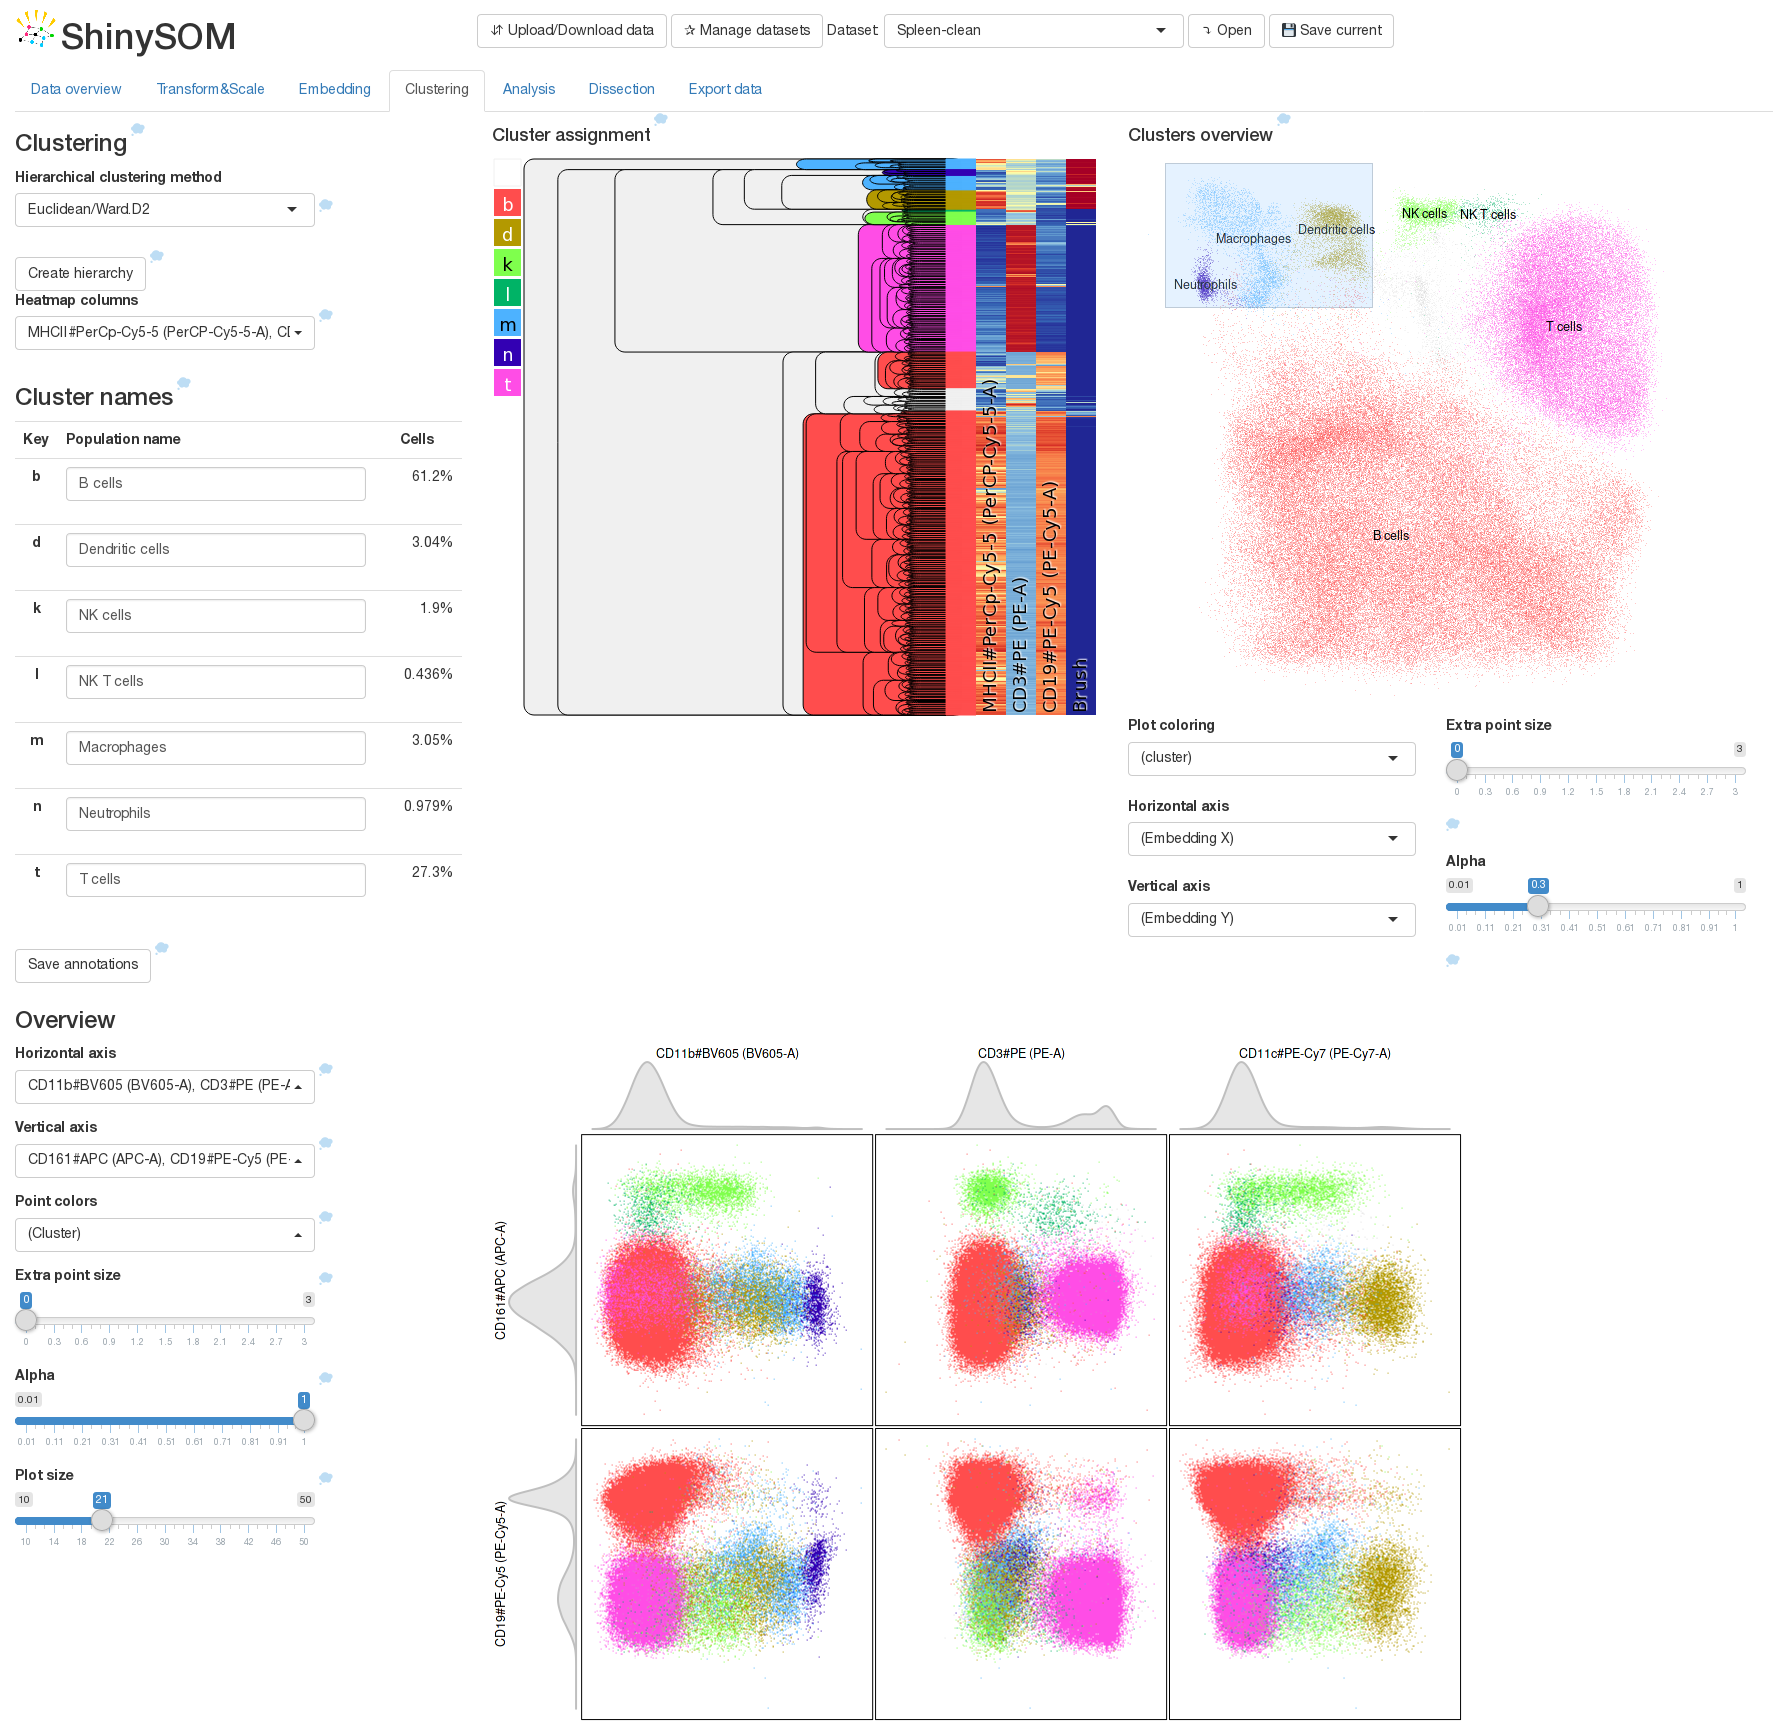 ShinySOM
⇵ Upload/Download data
☆ Manage datasets
Dataset
Spleen-clean
⤵ Open
💾 Save current
Data overview
Transform&Scale
Embedding
Clustering
Analysis
Dissection
Export data
Clustering
Hierarchical clustering method
Euclidean/Ward.D2
Create hierarchy
Heatmap columns
MHCII#PerCp-Cy5-5 (PerCP-Cy5-5-A), CD
Cluster names
Key Population name Cells
b B cells 61.2%
d Dendritic cells 3.04%
k NK cells 1.9%
l NK T cells 0.436%
m Macrophages 3.05%
n Neutrophils 0.979%
t T cells 27.3%
Save annotations
Cluster assignment
b
d
k
l
m
n
t
MHCII#PerCp-Cy5-5 (PerCP-Cy5-5-A)
CD3#PE (PE-A)
CD19#PE-Cy5 (PE-Cy5-A)
Brush
Clusters overview
NK cells
NK T cells
Dendritic cells
Macrophages
Neutrophils
T cells
B cells
Plot coloring
(cluster)
Horizontal axis
(Embedding X)
Vertical axis
(Embedding Y)
Extra point size
0 3
0 0.3 0.6 0.9 1.2 1.5 1.8 2.1 2.4 2.7 3
Alpha
0.01 0.3 1
0.01 0.11 0.21 0.31 0.41 0.51 0.61 0.71 0.81 0.91 1
Overview
Horizontal axis
CD11b#BV605 (BV605-A), CD3#PE (PE-A
Vertical axis
CD161#APC (APC-A), CD19#PE-Cy5 (PE-
Point colors
(Cluster)
Extra point size
0 3
0 0.3 0.6 0.9 1.2 1.5 1.8 2.1 2.4 2.7 3
Alpha
0.01 1
0.01 0.11 0.21 0.31 0.41 0.51 0.61 0.71 0.81 0.91 1
Plot size
10 21 50
10 14 18 22 26 30 34 38 42 46 50
CD11b#BV605 (BV605-A)
CD3#PE (PE-A)
CD11c#PE-Cy7 (PE-Cy7-A)
CD161#APC (APC-A)
CD19#PE-Cy5 (PE-Cy5-A)